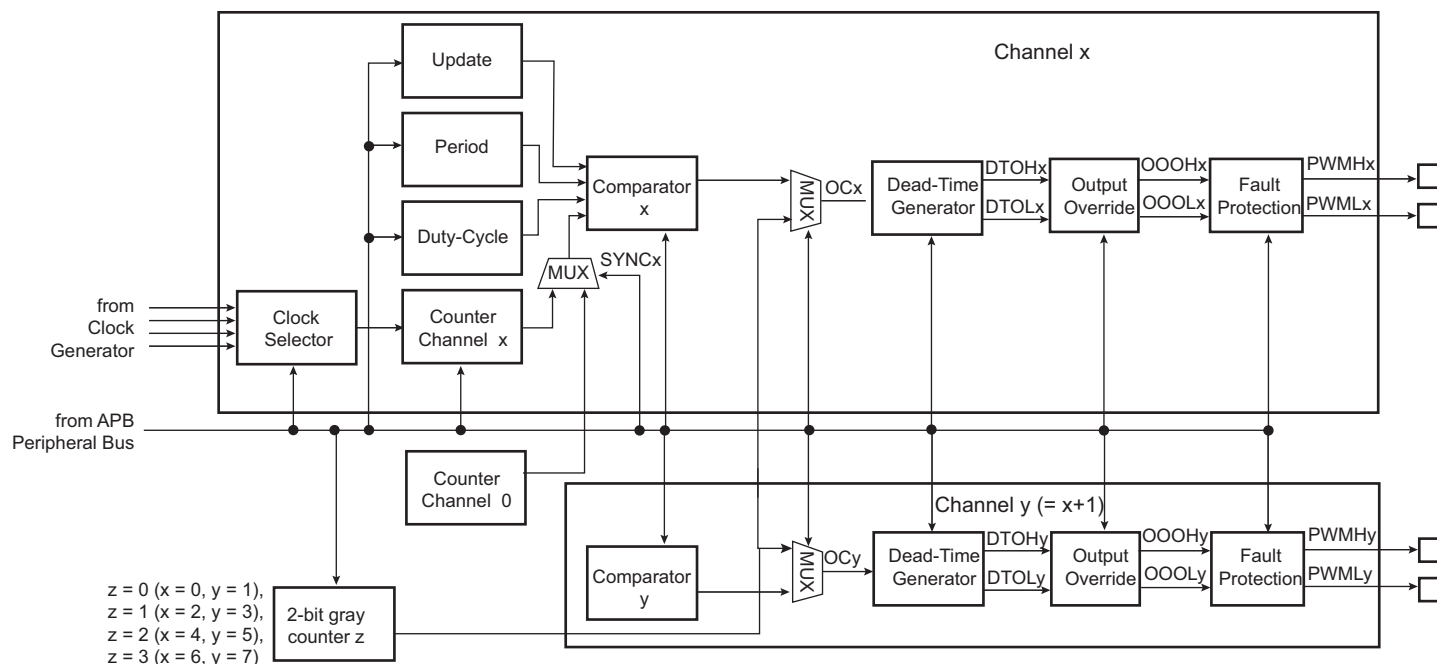 Channel x
Update
Period
Duty-Cycle
Comparator
x
MUX
SYNCx
MUX
OCx
Dead-Time
Generator
DTOHx
DTOLx
Output
Override
OOOHx
OOOLx
Fault
Protection
PWMHx
PWMLx
from
Clock
Generator
Clock
Selector
Counter
Channel x
from APB
Peripheral Bus
Counter
Channel 0
Channel y (= x+1)
Comparator
y
MUX
OCy
Dead-Time
Generator
DTOHy
DTOLy
Output
Override
OOOHy
OOOLy
Fault
Protection
PWMHy
PWMLy
z = 0 (x = 0, y = 1),
z = 1 (x = 2, y = 3),
z = 2 (x = 4, y = 5),
z = 3 (x = 6, y = 7)
2-bit gray
counter z